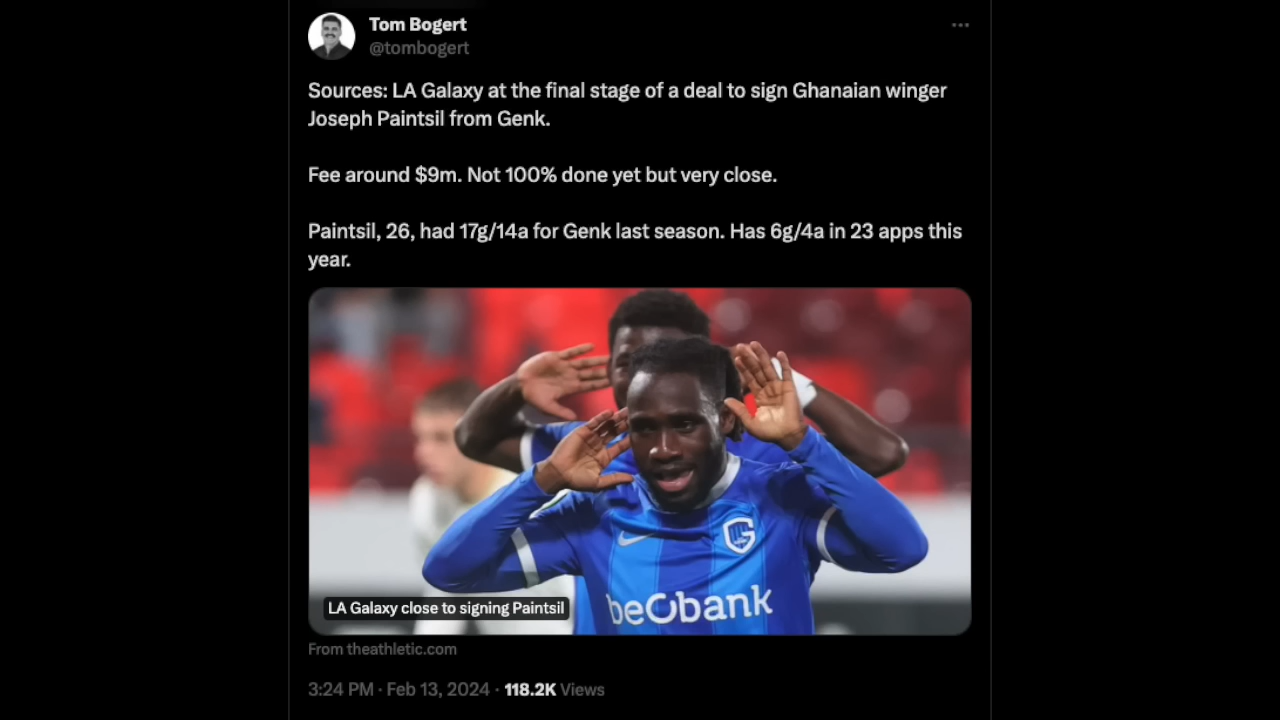 Tom Bogert
@tombogert
Sources: LA Galaxy at the final stage of a deal to sign Ghanaian winger
Joseph Paintsil from Genk.
Fee around $9m. Not 100% done yet but very close.
Paintsil, 26, had 17g/14a for Genk last season. Has 6g/4a in 23 apps this
year.
beobank
LA Galaxy close to signing Paintsil
From theathletic.com
3:24 PM · Feb 13, 2024 · 118.2K Views